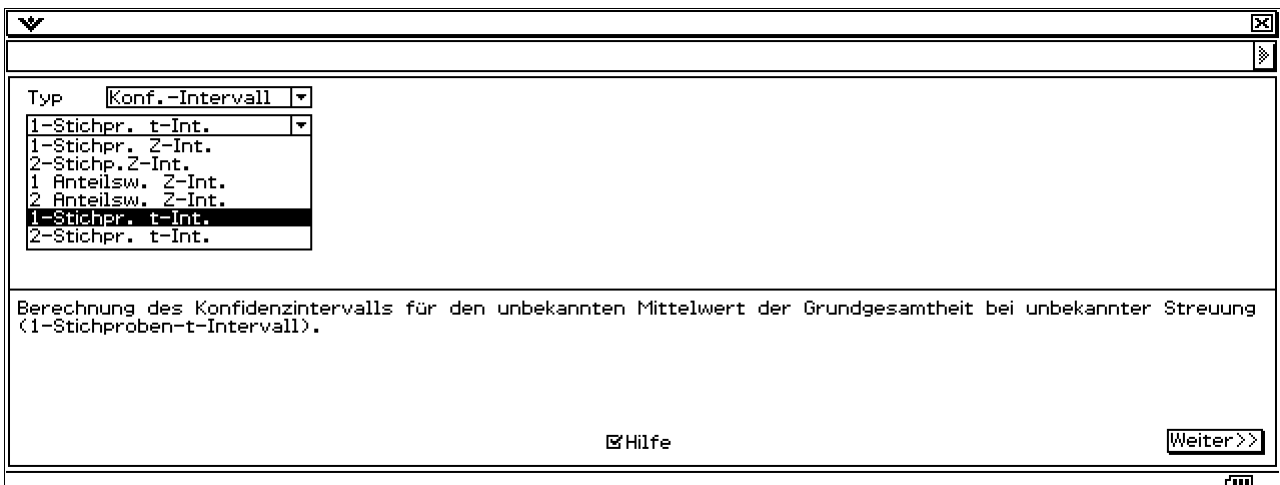 Typ Konf.-Intervall
1-Stichpr. t-Int.
1-Stichpr. Z-Int.
2-Stichp.Z-Int.
1 Anteilsw. Z-Int.
2 Anteilsw. Z-Int.
1-Stichpr. t-Int.
2-Stichpr. t-Int.
Berechnung des Konfidenzintervalls für den unbekannten Mittelwert der Grundgesamtheit bei unbekannter Streuung
(1-Stichproben-t-Intervall).
Hilfe
Weiter>>